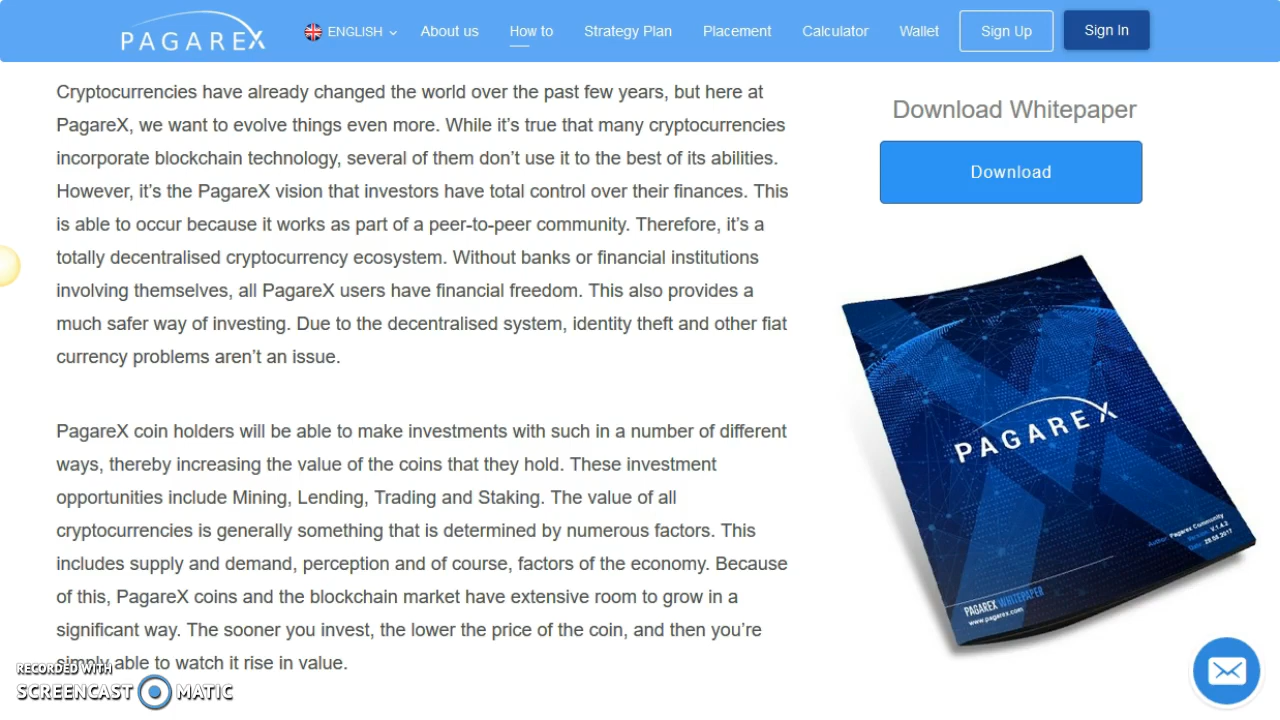 PAGAREX
ENGLISH
About us
How to
Strategy Plan
Placement
Calculator
Wallet
Sign Up
Sign In
Cryptocurrencies have already changed the world over the past few years, but here at
PagareX, we want to evolve things even more. While it's true that many cryptocurrencies
incorporate blockchain technology, several of them don't use it to the best of its abilities.
However, it's the PagareX vision that investors have total control over their finances. This
is able to occur because it works as part of a peer-to-peer community. Therefore, it's a
totally decentralised cryptocurrency ecosystem. Without banks or financial institutions
involving themselves, all PagareX users have financial freedom. This also provides a
much safer way of investing. Due to the decentralised system, identity theft and other fiat
currency problems aren't an issue.
PagareX coin holders will be able to make investments with such in a number of different
ways, thereby increasing the value of the coins that they hold. These investment
opportunities include Mining, Lending, Trading and Staking. The value of all
cryptocurrencies is generally something that is determined by numerous factors. This
includes supply and demand, perception and of course, factors of the economy. Because
of this, PagareX coins and the blockchain market have extensive room to grow in a
significant way. The sooner you invest, the lower the price of the coin, and then you're
simply able to watch it rise in value.
Download Whitepaper
Download
PAGAREX
Author: Pagarex Community
Version: V.1.4.2
Date: 28.08.2017
PAGAREX WHITEPAPER
www.pagarex.com
RECORDED WITH
SCREENCAST MATIC